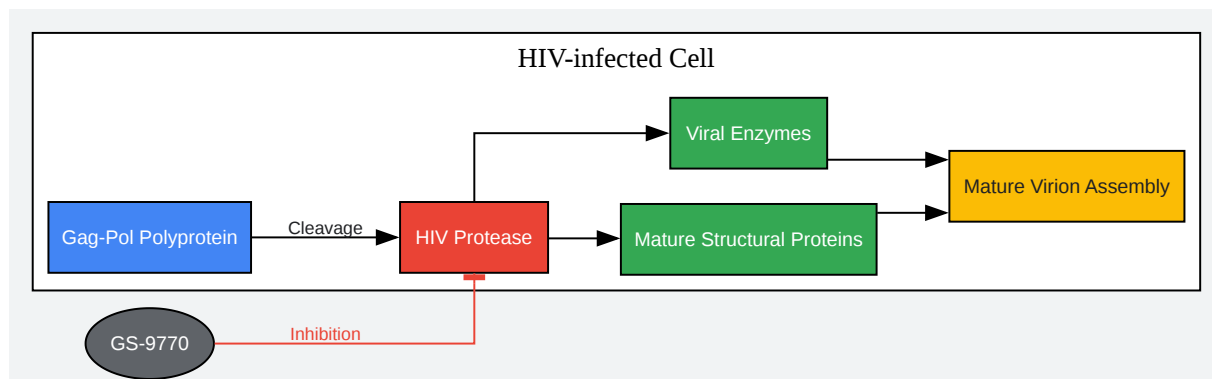 HIV-infected Cell
Viral Enzymes
Mature Virion Assembly
Gag-Pol Polyprotein
Cleavage
HIV Protease
Mature Structural Proteins
GS-9770
Inhibition